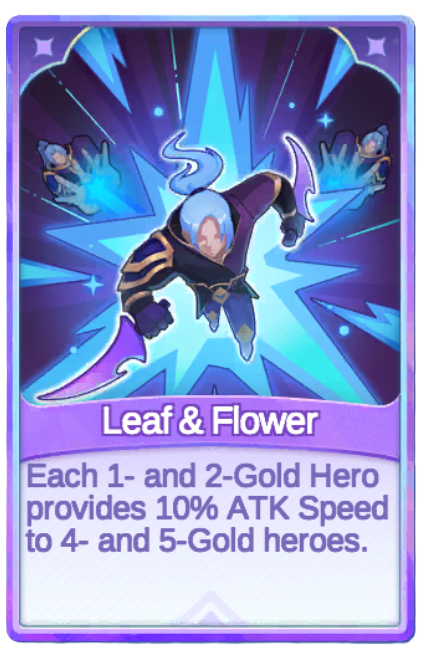 Leaf & Flower
Each 1- and 2-Gold Hero
provides 10% ATK Speed
to 4- and 5-Gold heroes.